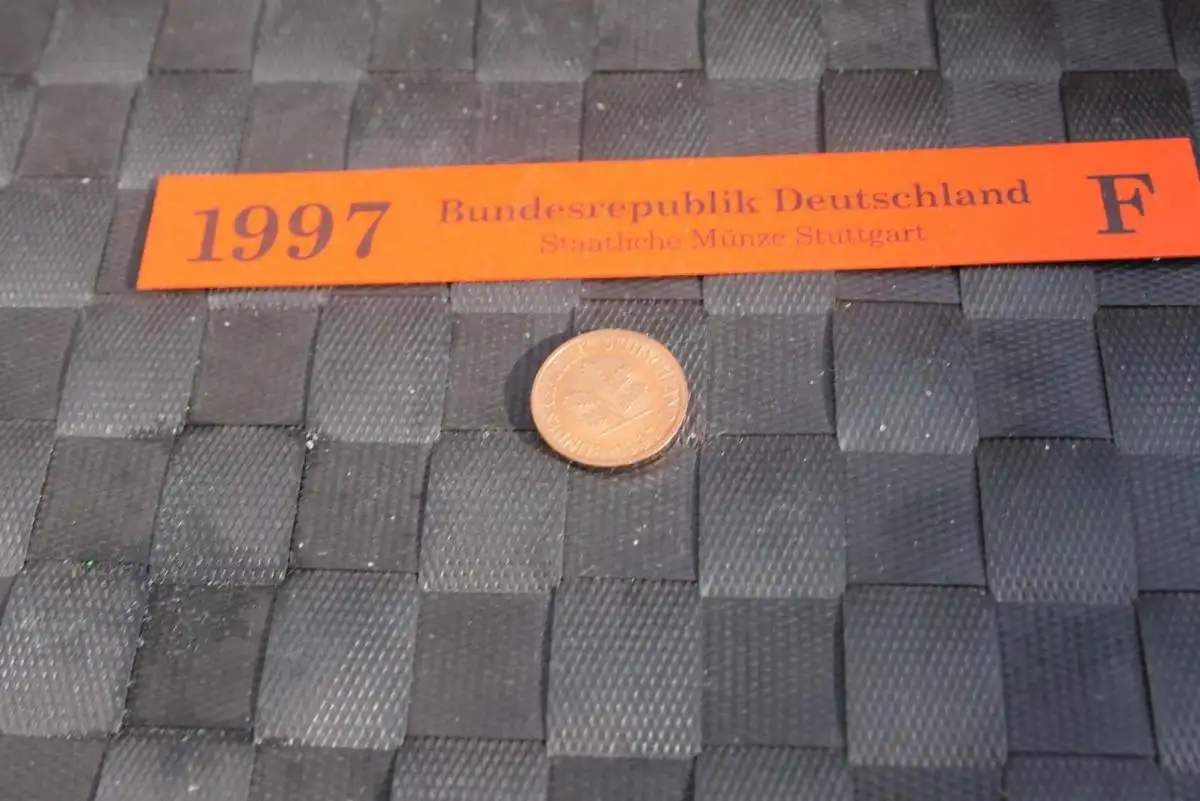 1997
Bundesrepublik Deutschland
Staatliche Münze Stuttgart
F